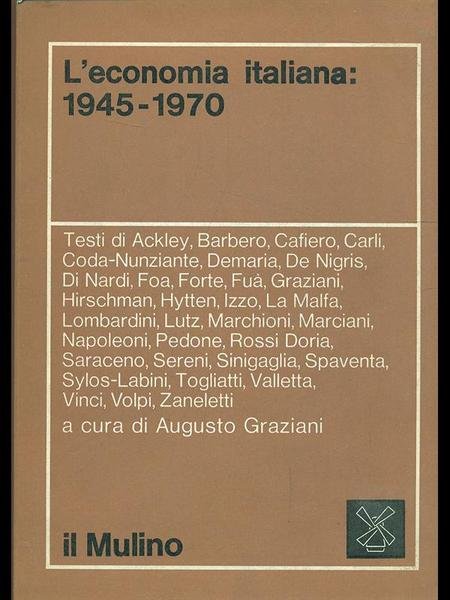 L'economia italiana:
1945-1970
Testi di Ackley, Barbero, Cafiero, Carli,
Coda-Nunziante, Demaria, De Nigris,
Di Nardi, Foa, Forte, Fuà, Graziani,
Hirschman, Hytten, Izzo, La Malfa,
Lombardini, Lutz, Marchioni, Marciani,
Napoleoni, Pedone, Rossi Doria,
Saraceno, Sereni, Sinigaglia, Spaventa,
Sylos-Labini, Togliatti, Valletta,
Vinci, Volpi, Zaneletti
a cura di Augusto Graziani
il Mulino